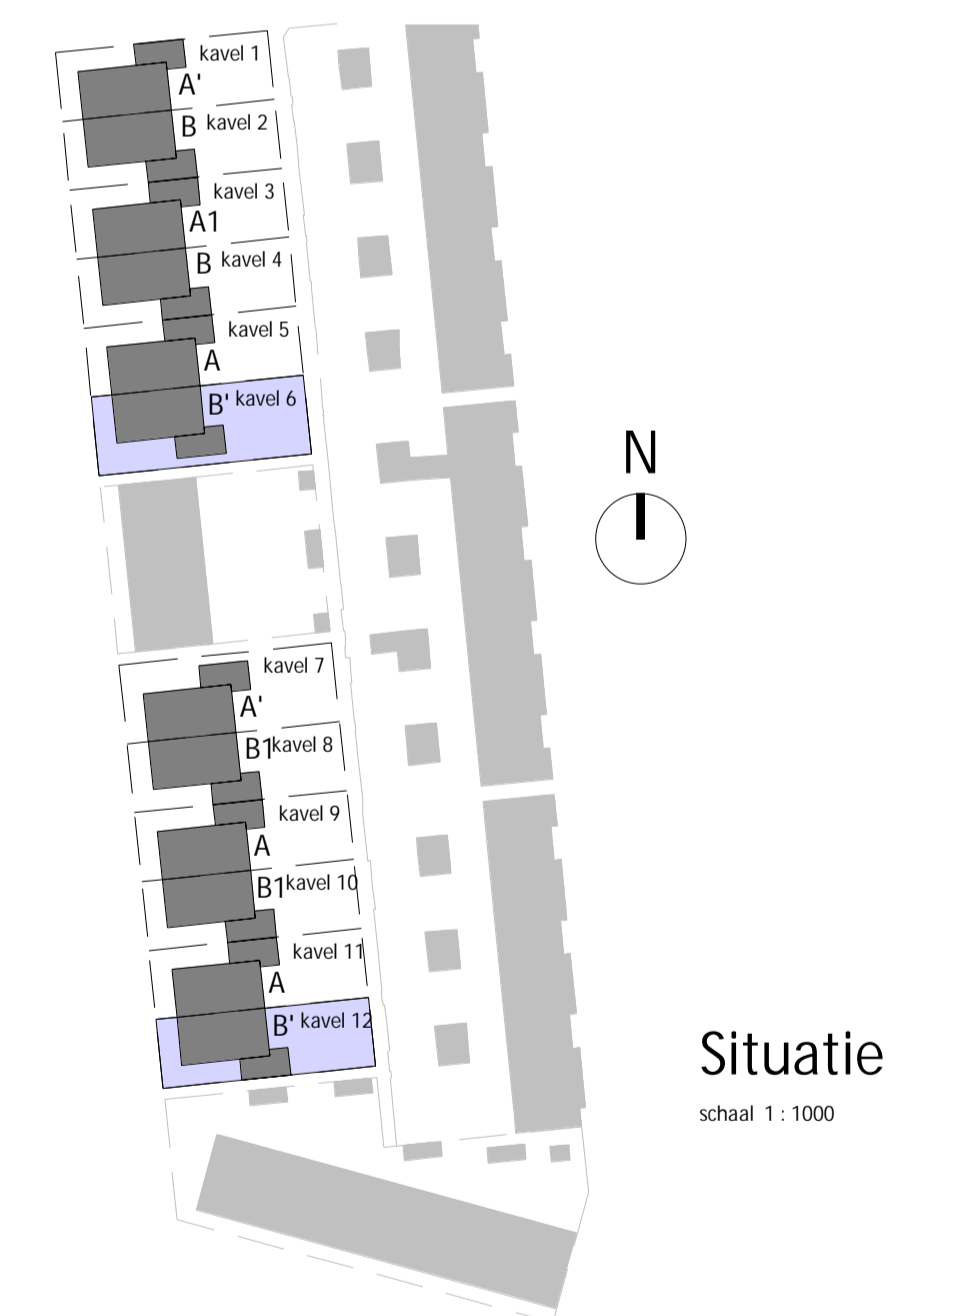 kavel 1
A'
B kavel 2
kavel 3
A1
B kavel 4
kavel 5
A
B' kavel 6
N
kavel 7
A'
B1 kavel 8
kavel 9
A
B1 kavel 10
kavel 11
A
B' kavel 12
Situatie
schaal 1 : 1000